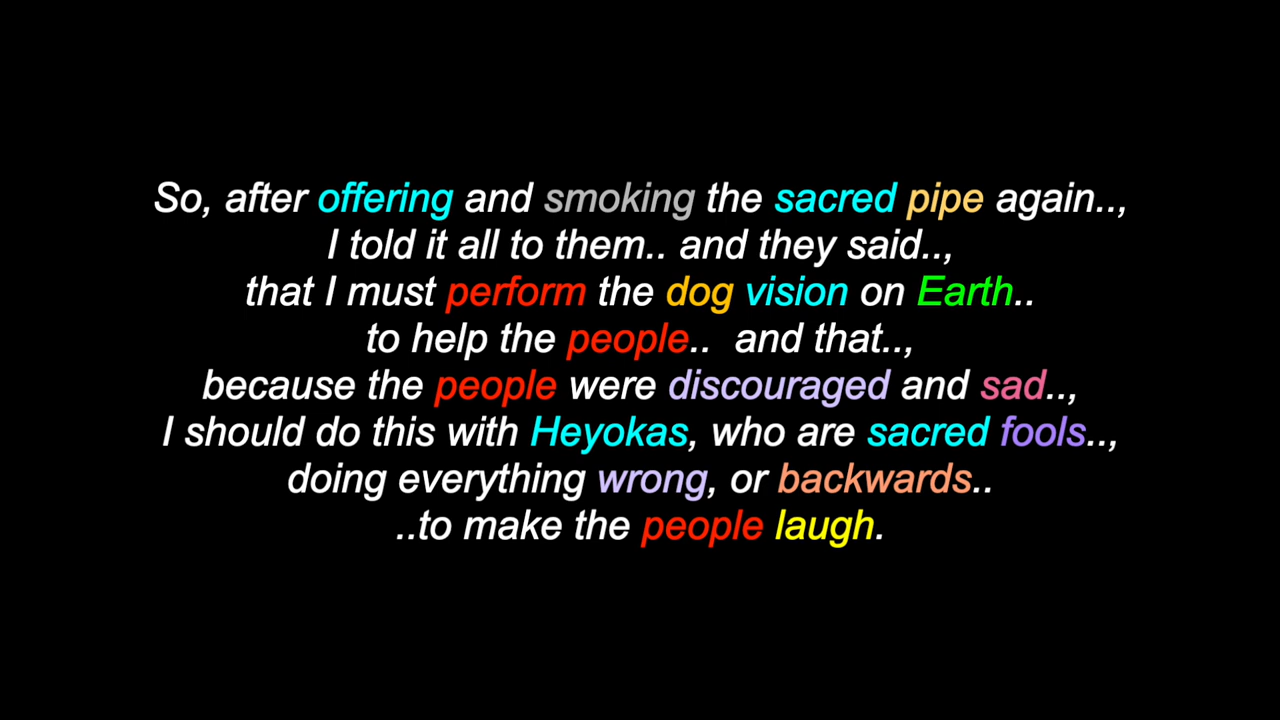 So, after offering and smoking the sacred pipe again..,
I told it all to them.. and they said..,
that I must perform the dog vision on Earth..
to help the people..  and that..,
because the people were discouraged and sad..,
I should do this with Heyokas, who are sacred fools..,
doing everything wrong, or backwards..
..to make the people laugh.